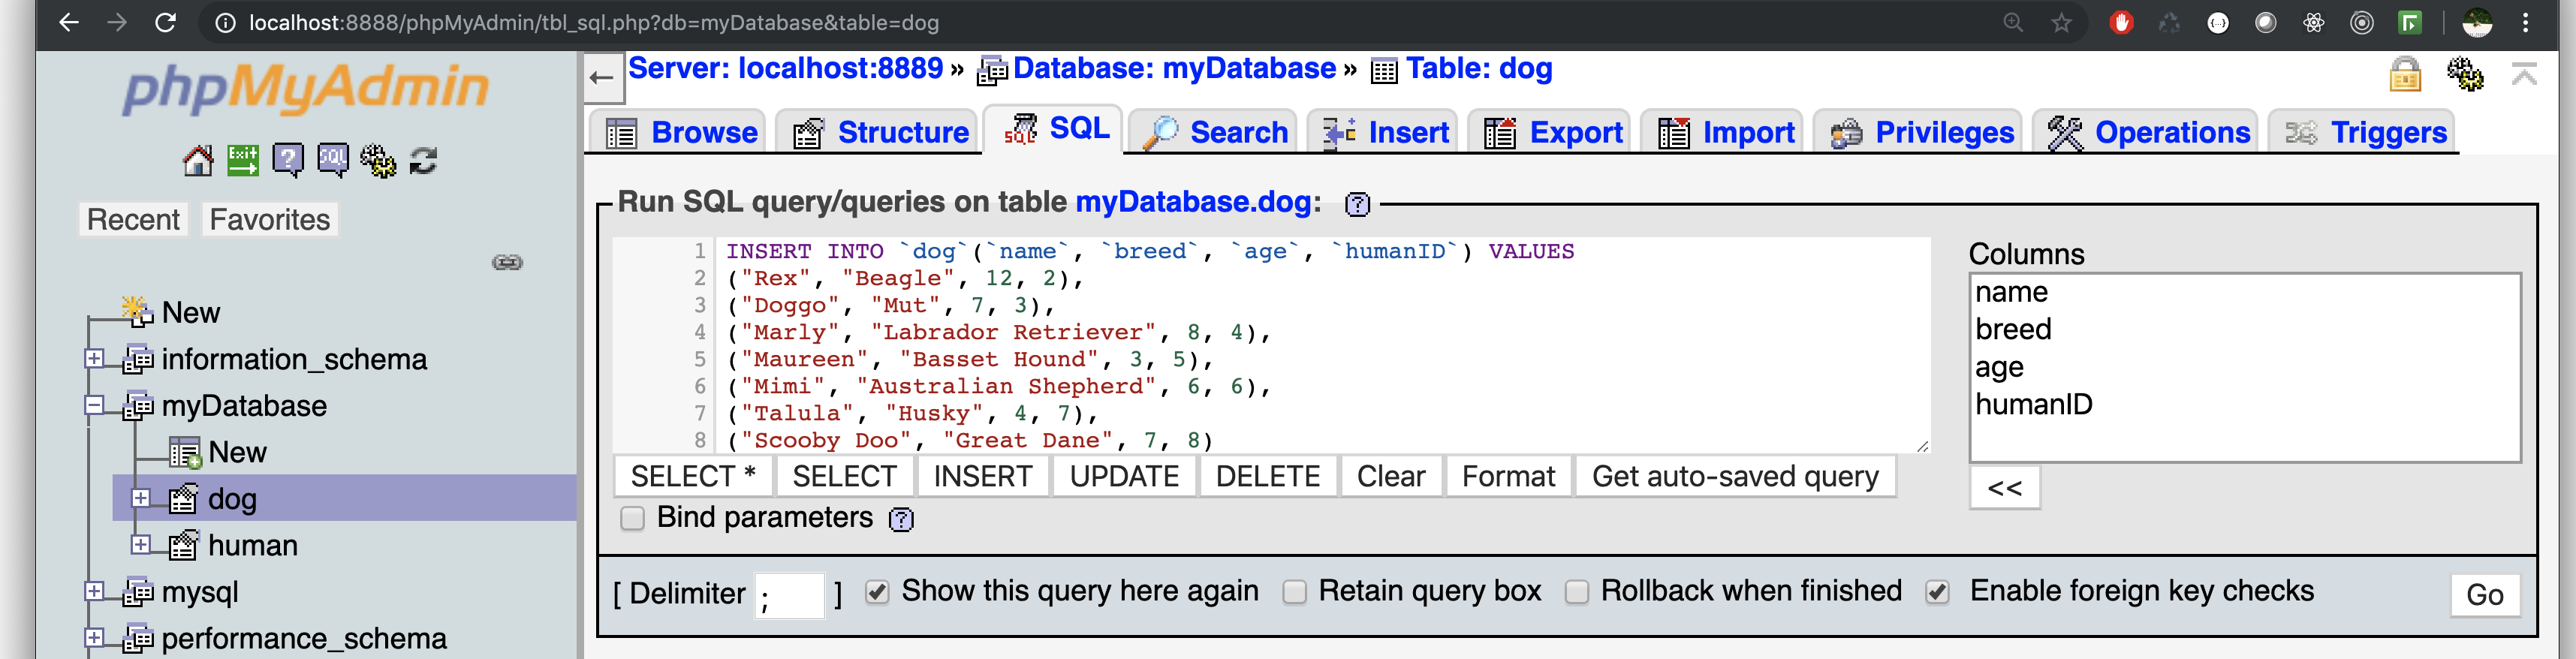 localhost:8888/phpMyAdmin/tbl_sql.php?db=myDatabase&table=dog
phpMyAdmin
Exit
?
SQL
Recent
Favorites
New
information_schema
myDatabase
New
dog
human
mysql
performance_schema
Server: localhost:8889 » Database: myDatabase » Table: dog
Browse Structure SQL Search Insert Export Import Privileges Operations Triggers
Run SQL query/queries on table myDatabase.dog: ?
1 INSERT INTO `dog`(`name`, `breed`, `age`, `humanID`) VALUES
2 ("Rex", "Beagle", 12, 2),
3 ("Doggo", "Mut", 7, 3),
4 ("Marly", "Labrador Retriever", 8, 4),
5 ("Maureen", "Basset Hound", 3, 5),
6 ("Mimi", "Australian Shepherd", 6, 6),
7 ("Talula", "Husky", 4, 7),
8 ("Scooby Doo", "Great Dane", 7, 8)
Columns
name
breed
age
humanID
<<
SELECT * SELECT INSERT UPDATE DELETE Clear Format Get auto-saved query
Bind parameters ?
[ Delimiter ; ] Show this query here again Retain query box Rollback when finished Enable foreign key checks Go